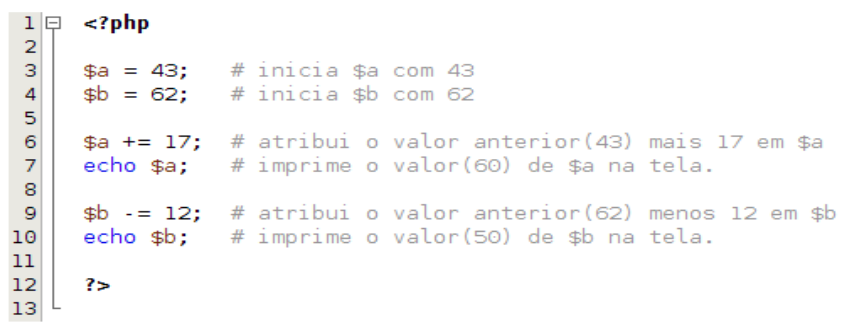 1 <?php
2
3 $a = 43; # inicia $a com 43
4 $b = 62; # inicia $b com 62
5
6 $a += 17; # atribui o valor anterior(43) mais 17 em $a
7 echo $a; # imprime o valor(60) de $a na tela.
8
9 $b -= 12; # atribui o valor anterior(62) menos 12 em $b
10 echo $b; # imprime o valor(50) de $b na tela.
11
12 ?>
13